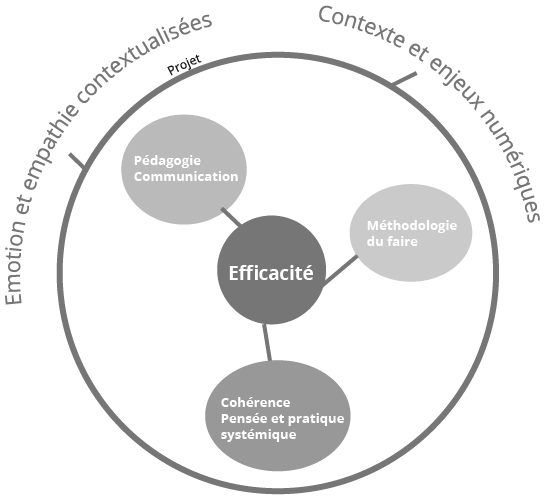 Emotion et empathie contextualisées
Contexte et enjeux numériques
Projet
Pédagogie
Communication
Méthodologie
du faire
Efficacité
Cohérence
Pensée et pratique
systémique